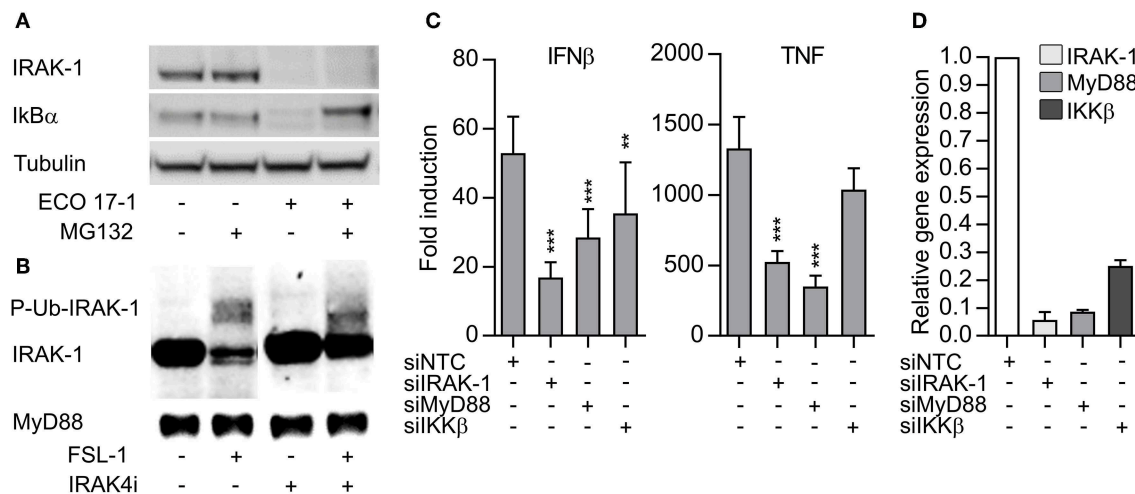 A
IRAK-1
IkBα
Tubulin
ECO 17-1 - - + +
MG132 - + - +
B
P-Ub-IRAK-1
IRAK-1
MyD88
FSL-1 - + - +
IRAK4i - - + +
C
IFNβ
Fold induction
80
60
40
20
0
***
***
**
TNF
2000
1500
1000
500
0
***
***
siNTC + - - - + - - -
siIRAK-1 - + - - - + - -
siMyD88 - - + - - - + -
siIKKβ - - - + - - - +
D
Relative gene expression
1.0
0.9
0.8
0.7
0.6
0.5
0.4
0.3
0.2
0.1
0.0
IRAK-1
MyD88
IKKβ
siNTC + - - -
siIRAK-1 - + - -
siMyD88 - - + -
siIKKβ - - - +